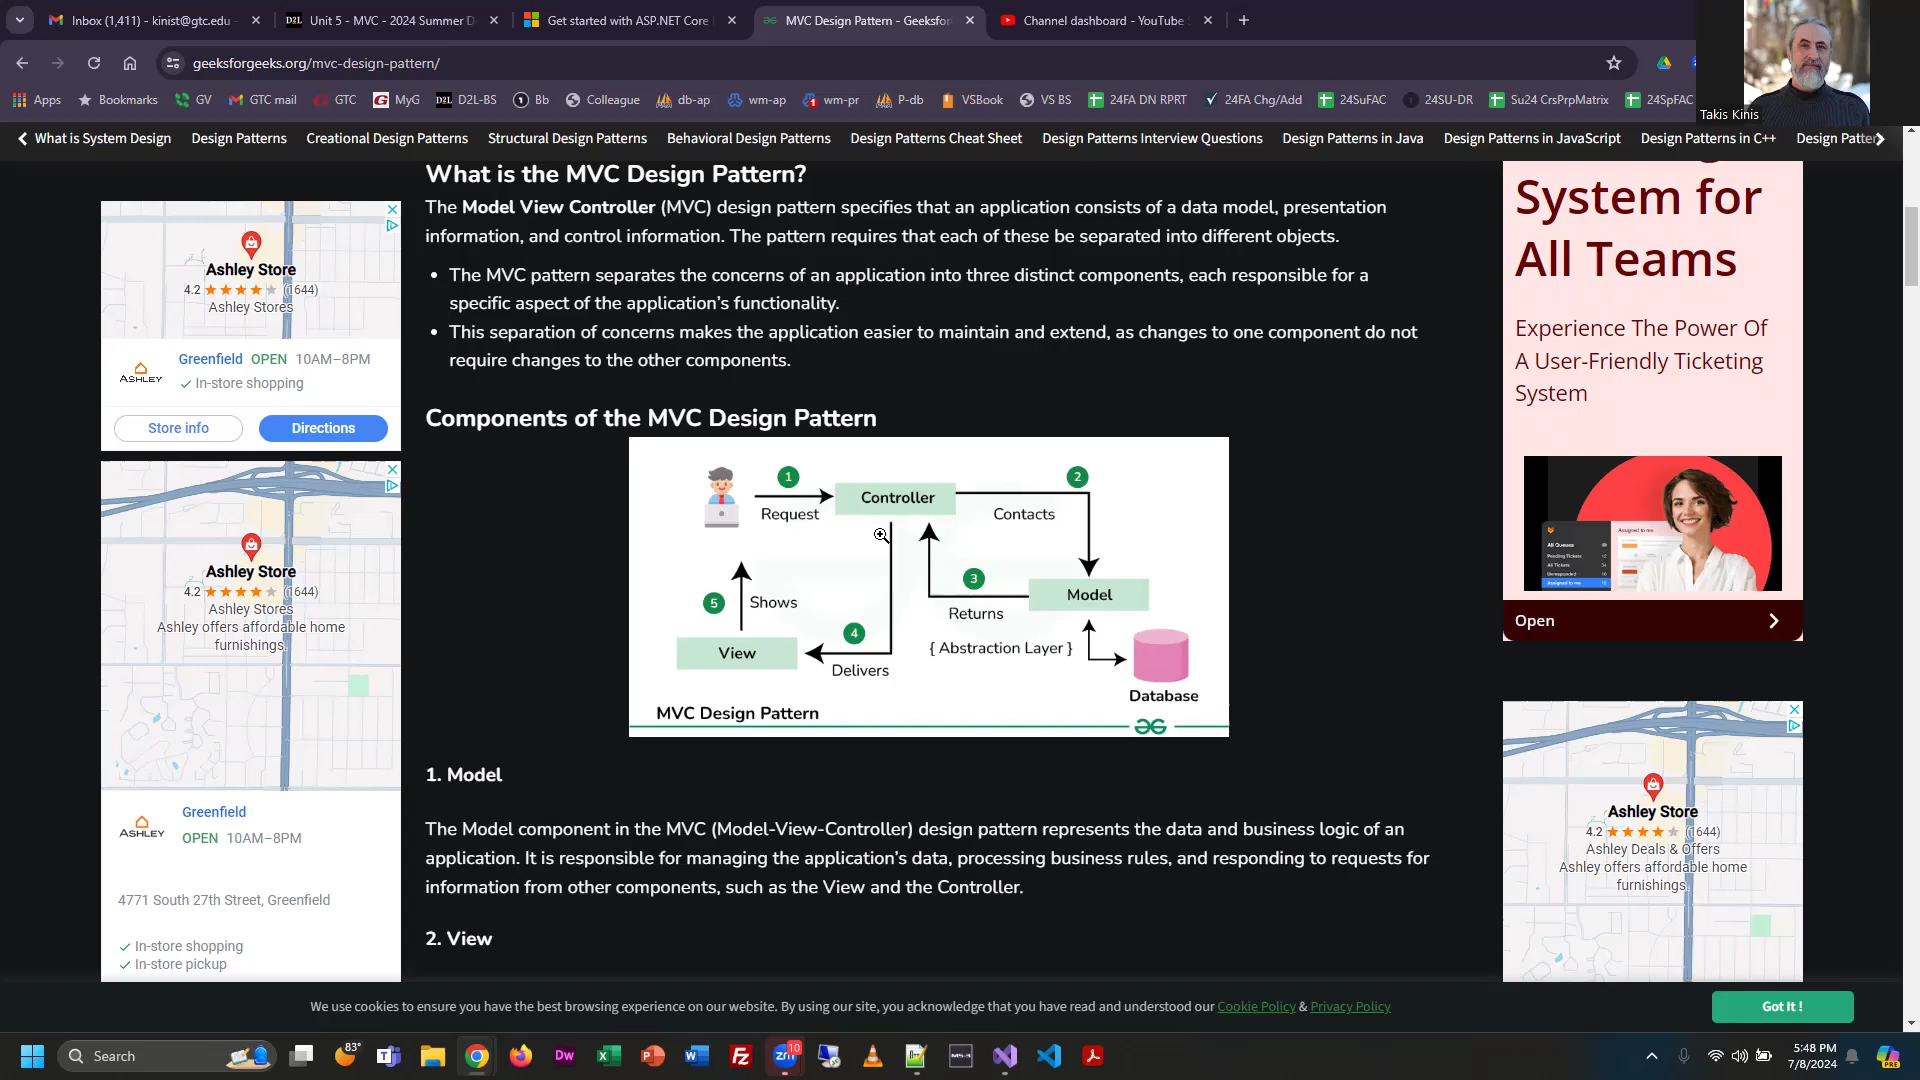 Inbox (1,411) - kinist@gtc.edu
Unit 5 - MVC - 2024 Summer D
Get started with ASP.NET Core
MVC Design Pattern - Geeksfor
Channel dashboard - YouTube
geeksforgeeks.org/mvc-design-pattern/
Apps
Bookmarks
GV
GTC mail
GTC
MyG
D2L-BS
Bb
Colleague
db-ap
wm-ap
wm-pr
P-db
VSBook
VS BS
24FA DN RPRT
24FA Chg/Add
24SuFAC
24SU-DR
Su24 CrsPrpMatrix
24SpFAC
Takis Kinis
What is System Design
Design Patterns
Creational Design Patterns
Structural Design Patterns
Behavioral Design Patterns
Design Patterns Cheat Sheet
Design Patterns Interview Questions
Design Patterns in Java
Design Patterns in JavaScript
Design Patterns in C++
Design Patter
What is the MVC Design Pattern?
The Model View Controller (MVC) design pattern specifies that an application consists of a data model, presentation
information, and control information. The pattern requires that each of these be separated into different objects.
• The MVC pattern separates the concerns of an application into three distinct components, each responsible for a
specific aspect of the application’s functionality.
• This separation of concerns makes the application easier to maintain and extend, as changes to one component do not
require changes to the other components.
Components of the MVC Design Pattern
1
Request
Controller
2
Contacts
3
Returns
Model
5
Shows
4
Delivers
View
{ Abstraction Layer }
Database
MVC Design Pattern
1. Model
The Model component in the MVC (Model-View-Controller) design pattern represents the data and business logic of an
application. It is responsible for managing the application’s data, processing business rules, and responding to requests for
information from other components, such as the View and the Controller.
2. View
Ashley Store
4.2 (1644)
Ashley Stores
ASHLEY
Greenfield OPEN 10AM–8PM
In-store shopping
Store info
Directions
Ashley Store
4.2 (1644)
Ashley Stores
Ashley offers affordable home
furnishings.
ASHLEY
Greenfield
OPEN 10AM–8PM
4771 South 27th Street, Greenfield
In-store shopping
In-store pickup
System for
All Teams
Experience The Power Of
A User-Friendly Ticketing
System
Open
Ashley Store
4.2 (1644)
Ashley Deals & Offers
Ashley offers affordable home
furnishings.
We use cookies to ensure you have the best browsing experience on our website. By using our site, you acknowledge that you have read and understood our Cookie Policy & Privacy Policy
Got It !
Search
83°
10
5:48 PM
7/8/2024